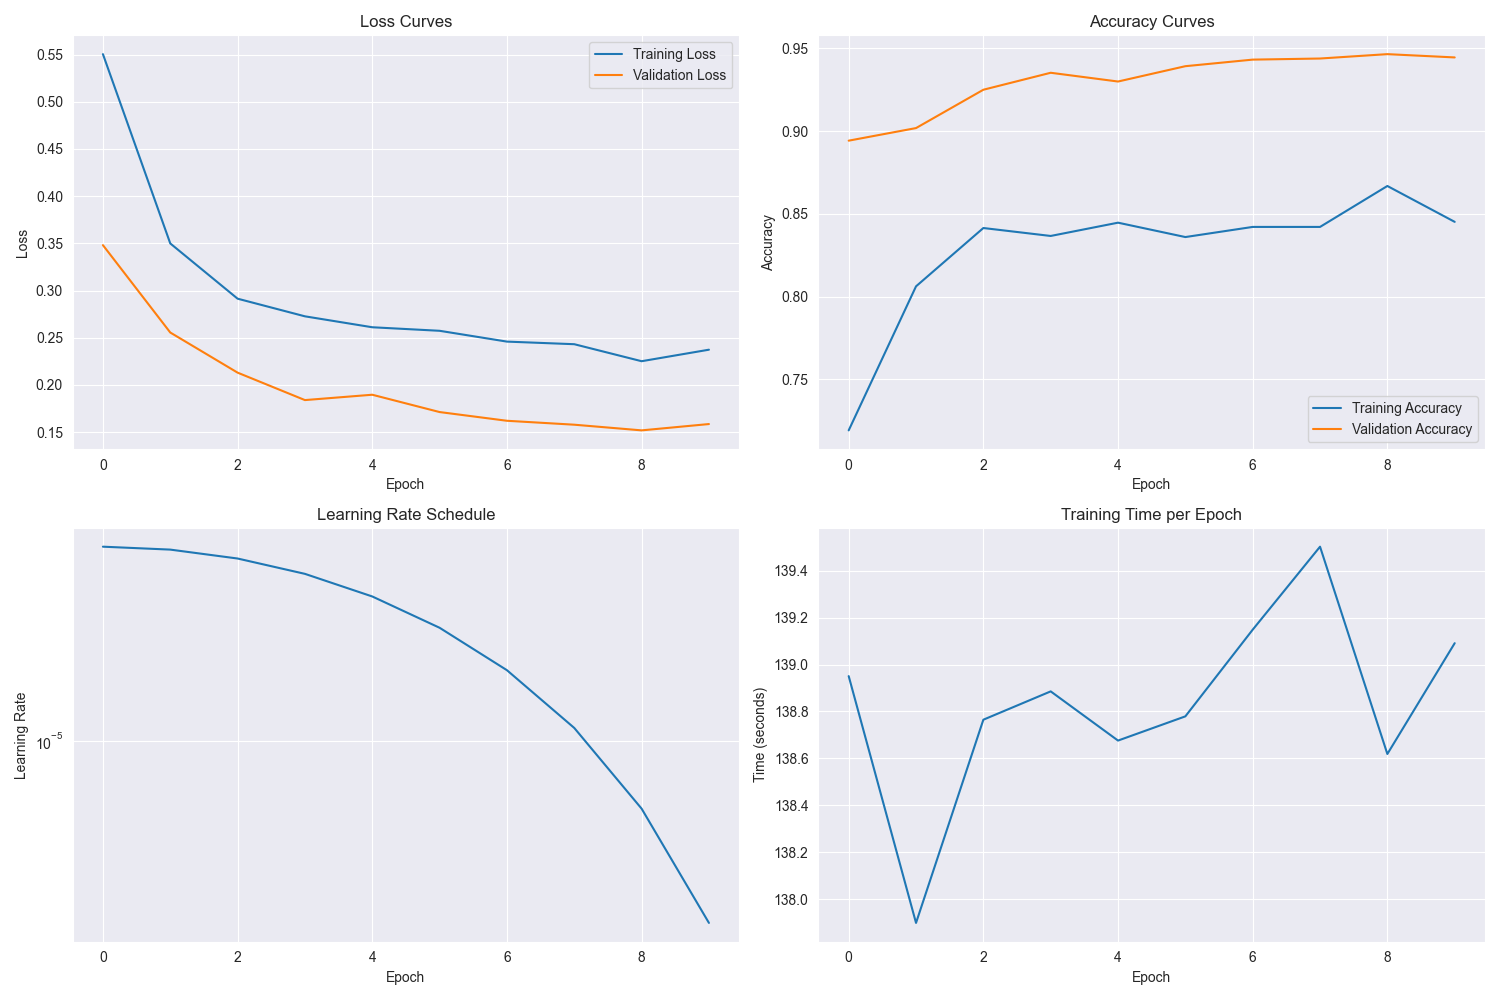 Loss Curves
0.55
0.50
0.45
0.40
0.35
0.30
0.25
0.20
0.15
Loss
Training Loss
Validation Loss
0 2 4 6 8
Epoch
Accuracy Curves
0.95
0.90
0.85
0.80
0.75
Accuracy
Training Accuracy
Validation Accuracy
0 2 4 6 8
Epoch
Learning Rate Schedule
10⁻⁵
Learning Rate
0 2 4 6 8
Epoch
Training Time per Epoch
139.4
139.2
139.0
138.8
138.6
138.4
138.2
138.0
Time (seconds)
0 2 4 6 8
Epoch